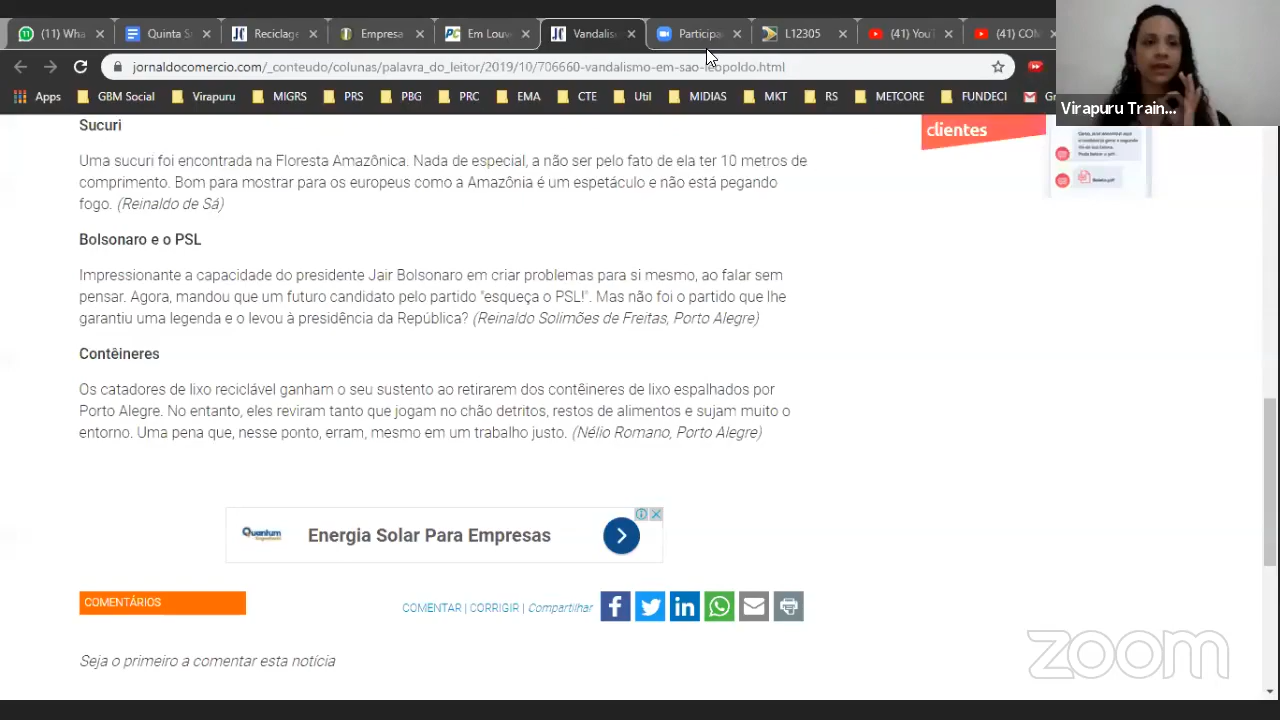 (11) Wha
Quinta S
Reciclag
Empresa
Em Louv
Vandalis
Participa
L12305
(41) YouT
(41) CON
jornaldocomercio.com/_conteudo/colunas/palavra_do_leitor/2019/10/706660-vandalismo-em-sao-leopoldo.html
Apps GBM Social Virapuru MIGRS PRS PBG PRC EMA CTE Util MIDIAS MKT RS METCORE FUNDECI
Virapuru Train...
Sucuri
clientes
Uma sucuri foi encontrada na Floresta Amazônica. Nada de especial, a não ser pelo fato de ela ter 10 metros de
comprimento. Bom para mostrar para os europeus como a Amazônia é um espetáculo e não está pegando
fogo. (Reinaldo de Sá)
Boleto.pdf
Bolsonaro e o PSL
Impressionante a capacidade do presidente Jair Bolsonaro em criar problemas para si mesmo, ao falar sem
pensar. Agora, mandou que um futuro candidato pelo partido "esqueça o PSL!". Mas não foi o partido que lhe
garantiu uma legenda e o levou à presidência da República? (Reinaldo Solimões de Freitas, Porto Alegre)
Contêineres
Os catadores de lixo reciclável ganham o seu sustento ao retirarem dos contêineres de lixo espalhados por
Porto Alegre. No entanto, eles reviram tanto que jogam no chão detritos, restos de alimentos e sujam muito o
entorno. Uma pena que, nesse ponto, erram, mesmo em um trabalho justo. (Nélio Romano, Porto Alegre)
Quantum
Energia Solar Para Empresas
COMENTÁRIOS
COMENTAR | CORRIGIR | Compartilhar
Seja o primeiro a comentar esta notícia
zoom